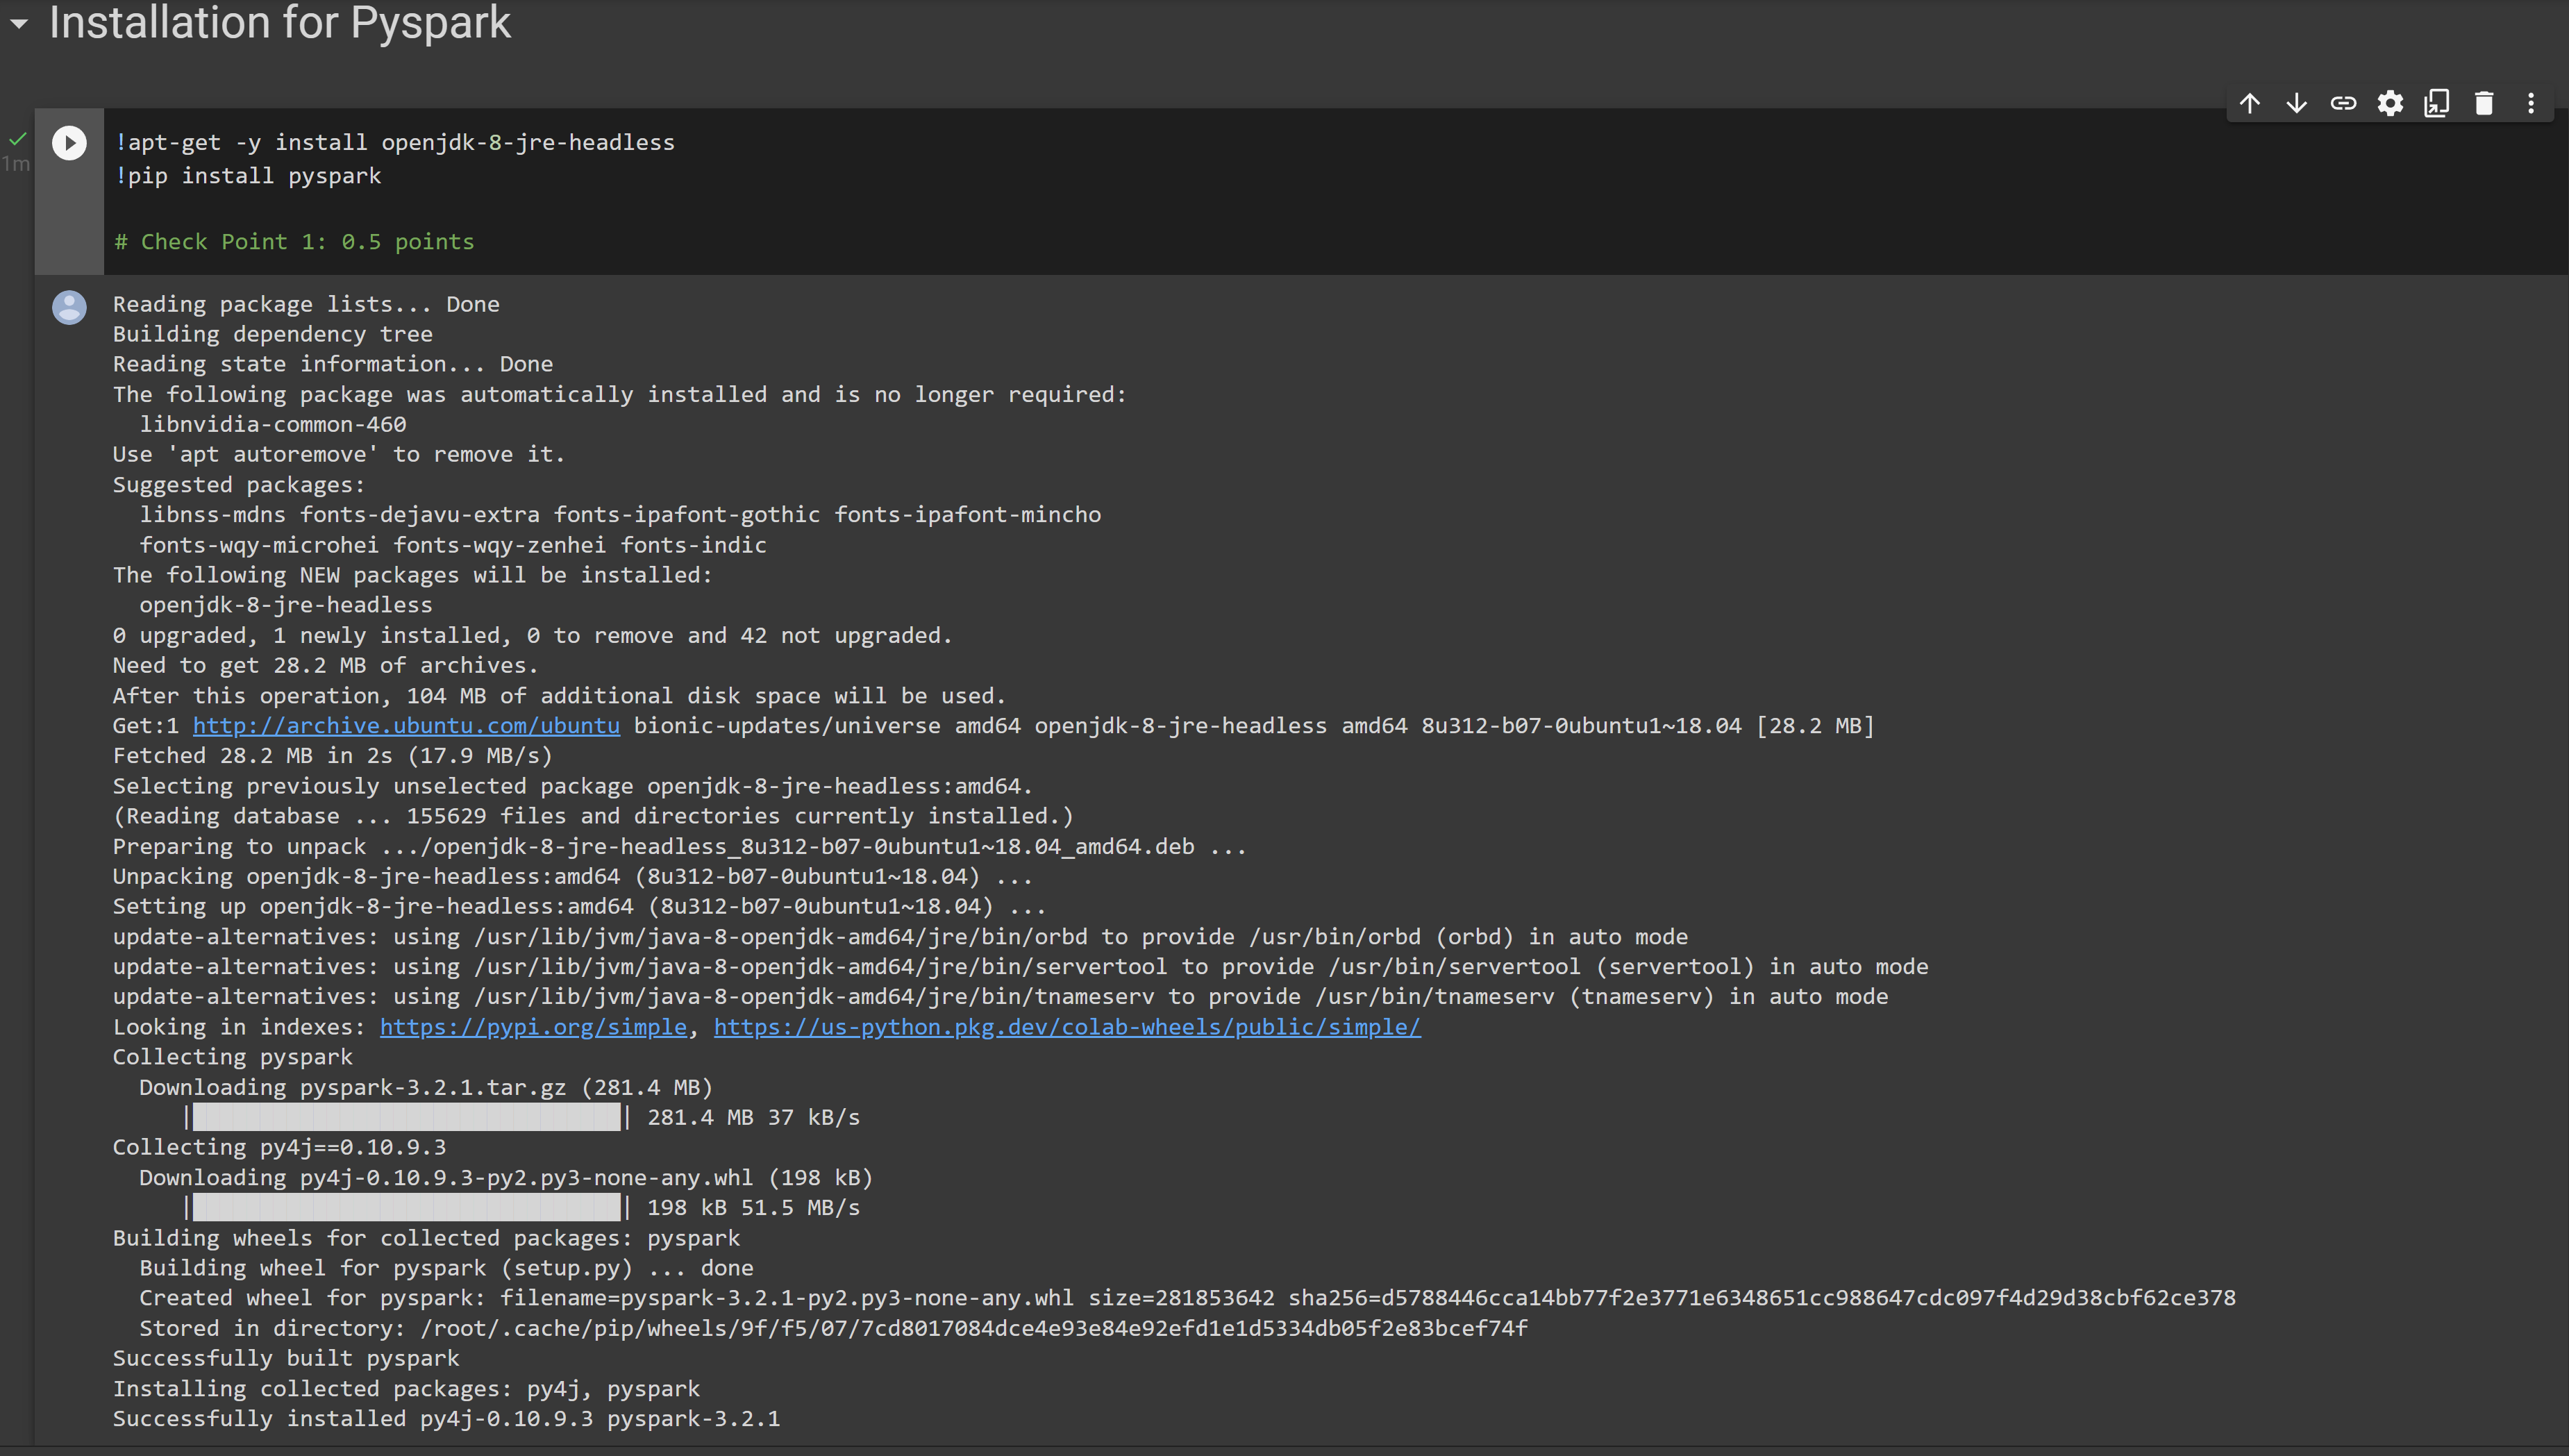 Installation for Pyspark
1m
!apt-get -y install openjdk-8-jre-headless
!pip install pyspark
# Check Point 1: 0.5 points
Reading package lists... Done
Building dependency tree
Reading state information... Done
The following package was automatically installed and is no longer required:
libnvidia-common-460
Use 'apt autoremove' to remove it.
Suggested packages:
libnss-mdns fonts-dejavu-extra fonts-ipafont-gothic fonts-ipafont-mincho
fonts-wqy-microhei fonts-wqy-zenhei fonts-indic
The following NEW packages will be installed:
openjdk-8-jre-headless
0 upgraded, 1 newly installed, 0 to remove and 42 not upgraded.
Need to get 28.2 MB of archives.
After this operation, 104 MB of additional disk space will be used.
Get:1 http://archive.ubuntu.com/ubuntu bionic-updates/universe amd64 openjdk-8-jre-headless amd64 8u312-b07-0ubuntu1~18.04 [28.2 MB]
Fetched 28.2 MB in 2s (17.9 MB/s)
Selecting previously unselected package openjdk-8-jre-headless:amd64.
(Reading database ... 155629 files and directories currently installed.)
Preparing to unpack .../openjdk-8-jre-headless_8u312-b07-0ubuntu1~18.04_amd64.deb ...
Unpacking openjdk-8-jre-headless:amd64 (8u312-b07-0ubuntu1~18.04) ...
Setting up openjdk-8-jre-headless:amd64 (8u312-b07-0ubuntu1~18.04) ...
update-alternatives: using /usr/lib/jvm/java-8-openjdk-amd64/jre/bin/orbd to provide /usr/bin/orbd (orbd) in auto mode
update-alternatives: using /usr/lib/jvm/java-8-openjdk-amd64/jre/bin/servertool to provide /usr/bin/servertool (servertool) in auto mode
update-alternatives: using /usr/lib/jvm/java-8-openjdk-amd64/jre/bin/tnameserv to provide /usr/bin/tnameserv (tnameserv) in auto mode
Looking in indexes: https://pypi.org/simple, https://us-python.pkg.dev/colab-wheels/public/simple/
Collecting pyspark
Downloading pyspark-3.2.1.tar.gz (281.4 MB)
| | 281.4 MB 37 kB/s
Collecting py4j==0.10.9.3
Downloading py4j-0.10.9.3-py2.py3-none-any.whl (198 kB)
| | 198 kB 51.5 MB/s
Building wheels for collected packages: pyspark
Building wheel for pyspark (setup.py) ... done
Created wheel for pyspark: filename=pyspark-3.2.1-py2.py3-none-any.whl size=281853642 sha256=d5788446cca14bb77f2e3771e6348651cc988647cdc097f4d29d38cbf62ce378
Stored in directory: /root/.cache/pip/wheels/9f/f5/07/7cd8017084dce4e93e84e92efd1e1d5334db05f2e83bcef74f
Successfully built pyspark
Installing collected packages: py4j, pyspark
Successfully installed py4j-0.10.9.3 pyspark-3.2.1